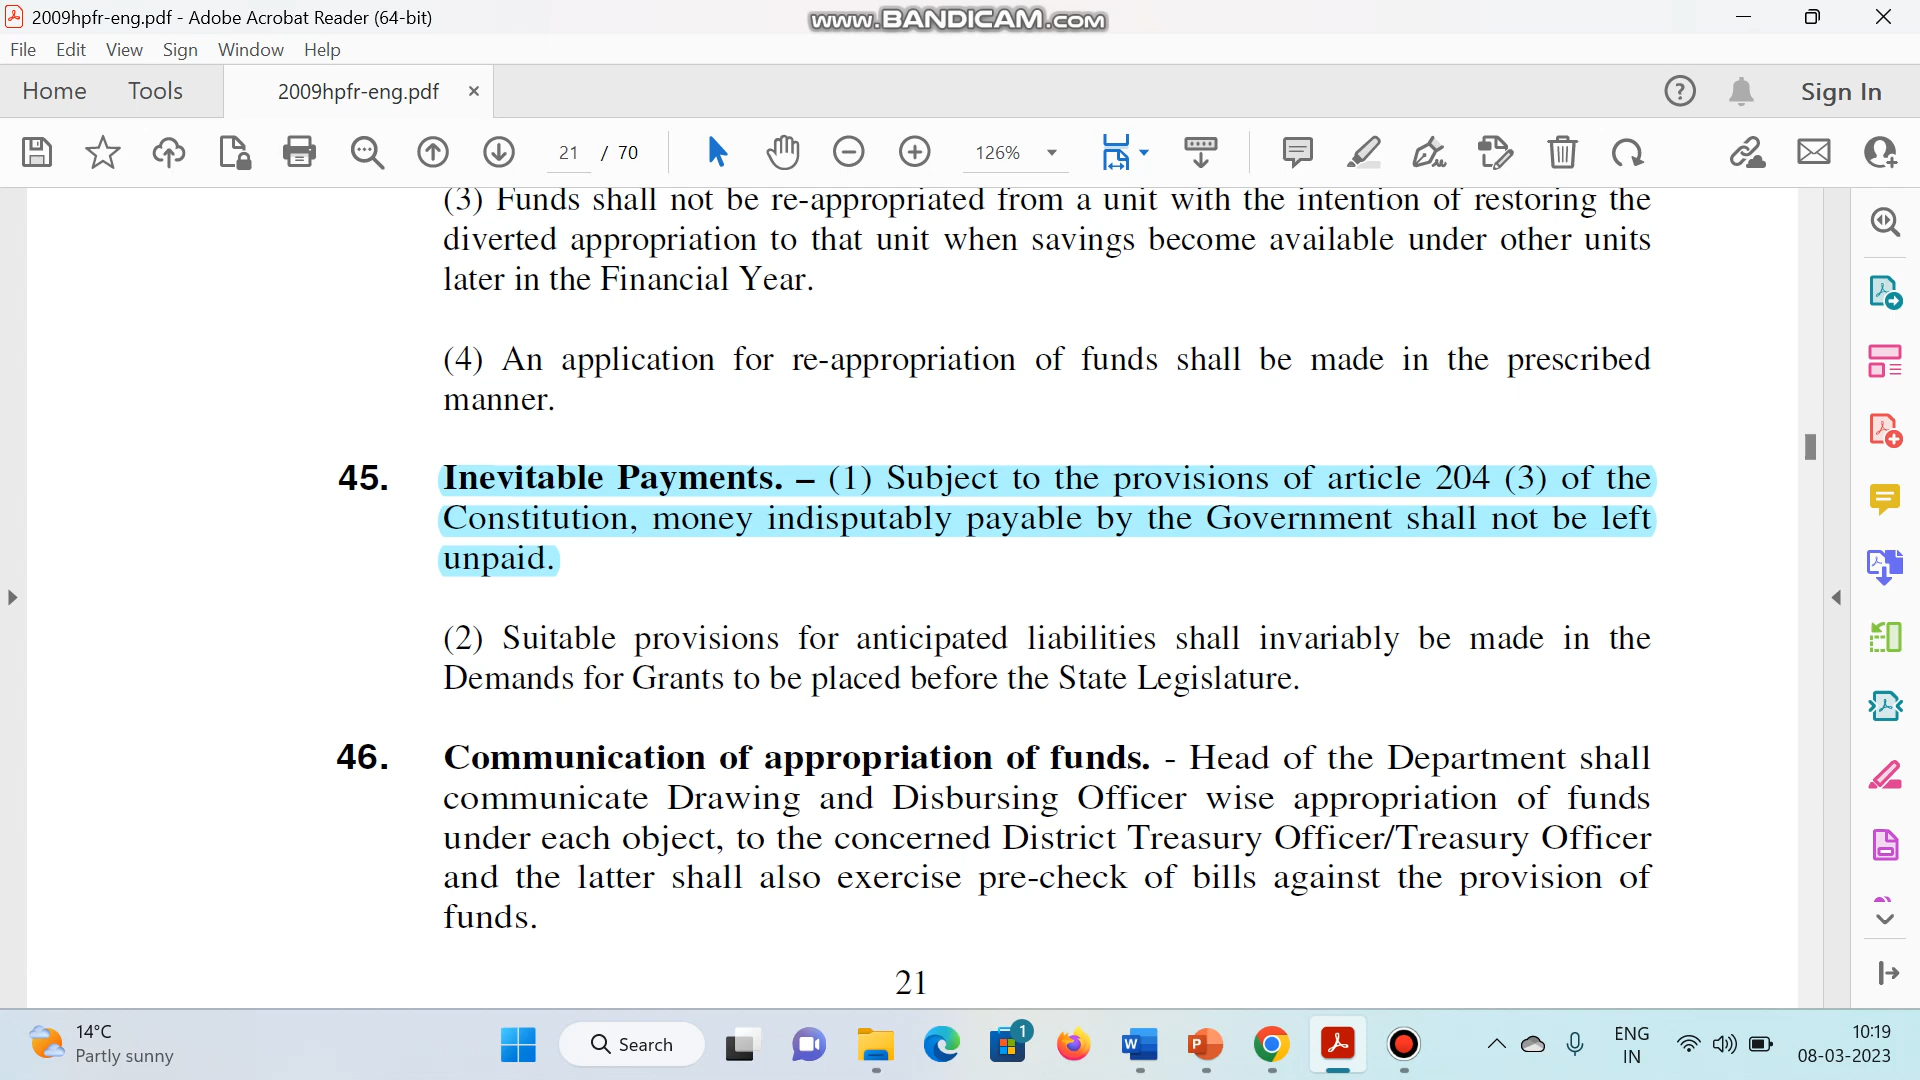 2009hpfr-eng.pdf - Adobe Acrobat Reader (64-bit)
www.BANDICAM.com
File Edit View Sign Window Help
Home Tools 2009hpfr-eng.pdf × Sign In
21 / 70 126%
(3) Funds shall not be re-appropriated from a unit with the intention of restoring the
diverted appropriation to that unit when savings become available under other units
later in the Financial Year.
(4) An application for re-appropriation of funds shall be made in the prescribed
manner.
45. Inevitable Payments. – (1) Subject to the provisions of article 204 (3) of the
Constitution, money indisputably payable by the Government shall not be left
unpaid.
(2) Suitable provisions for anticipated liabilities shall invariably be made in the
Demands for Grants to be placed before the State Legislature.
46. Communication of appropriation of funds. - Head of the Department shall
communicate Drawing and Disbursing Officer wise appropriation of funds
under each object, to the concerned District Treasury Officer/Treasury Officer
and the latter shall also exercise pre-check of bills against the provision of
funds.
21
14°C
Partly sunny
Search
1
ENG
IN
10:19
08-03-2023